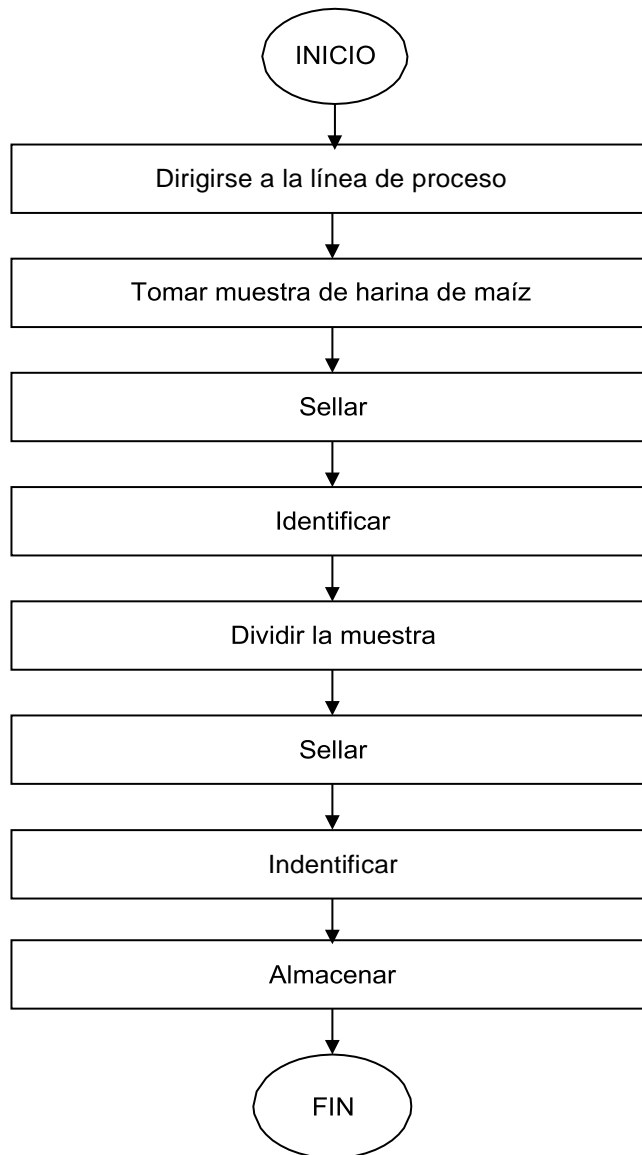 INICIO
Dirigirse a la línea de proceso
Tomar muestra de harina de maíz
Sellar
Identificar
Dividir la muestra
Sellar
Indentificar
Almacenar
FIN